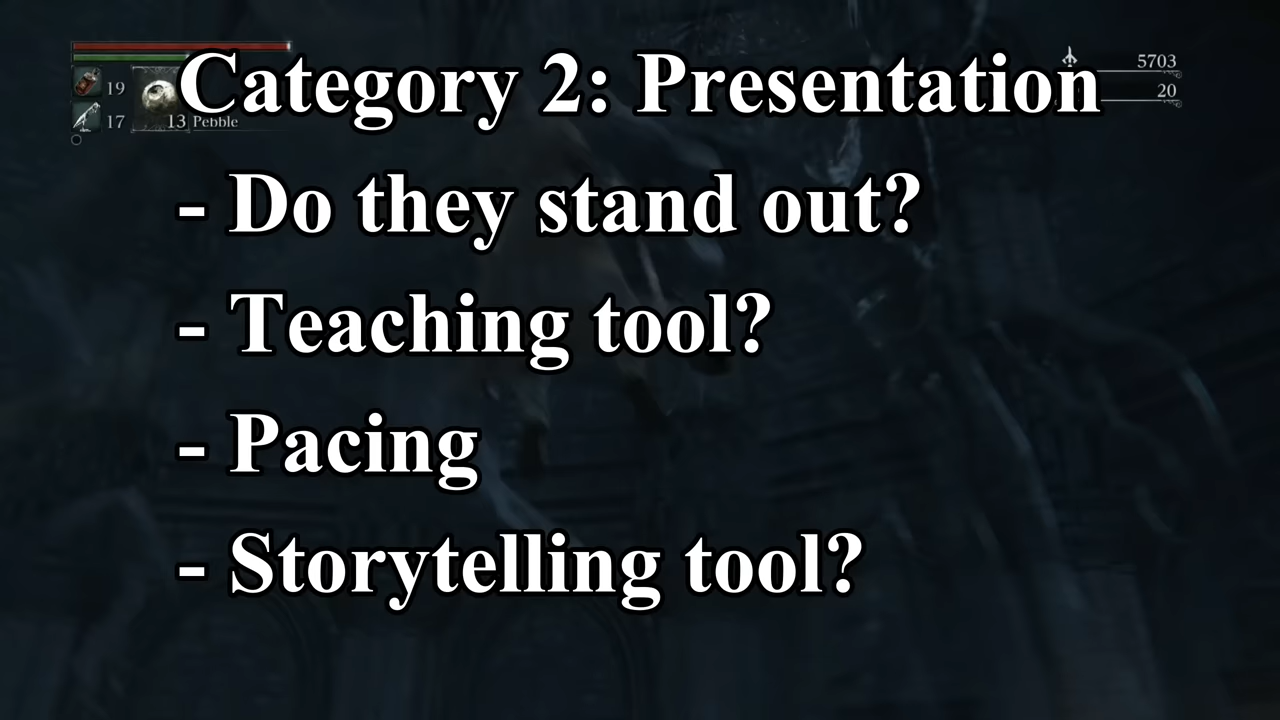 Category 2: Presentation
5703
19
20
17
13 Pebble
- Do they stand out?
- Teaching tool?
- Pacing
- Storytelling tool?